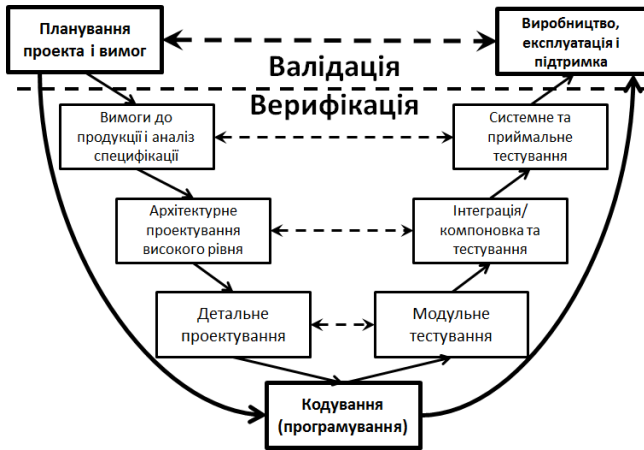 Планування
проекта і вимог
Виробництво,
експлуатація і
підтримка
Валідація
Верифікація
Вимоги до
продукції і аналіз
специфікації
Системне та
приймальне
тестування
Архітектурне
проектування
високого рівня
Інтеграція/
компоновка та
тестування
Детальне
проектування
Модульне
тестування
Кодування
(програмування)